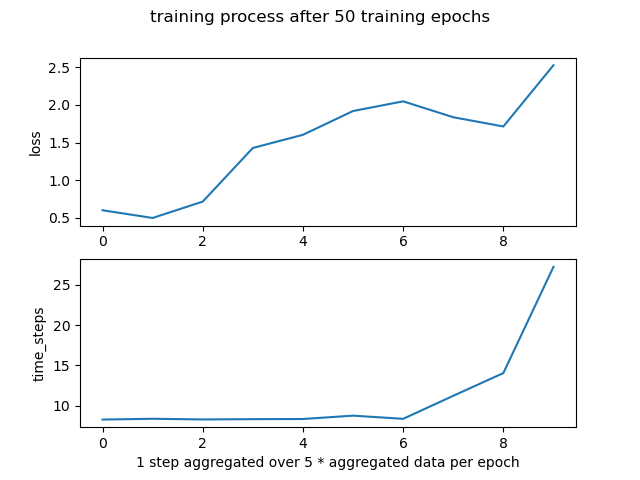 training process after 50 training epochs
2.5
2.0
1.5
1.0
0.5
loss
0 2 4 6 8
25
20
15
10
time_steps
0 2 4 6 8
1 step aggregated over 5 * aggregated data per epoch